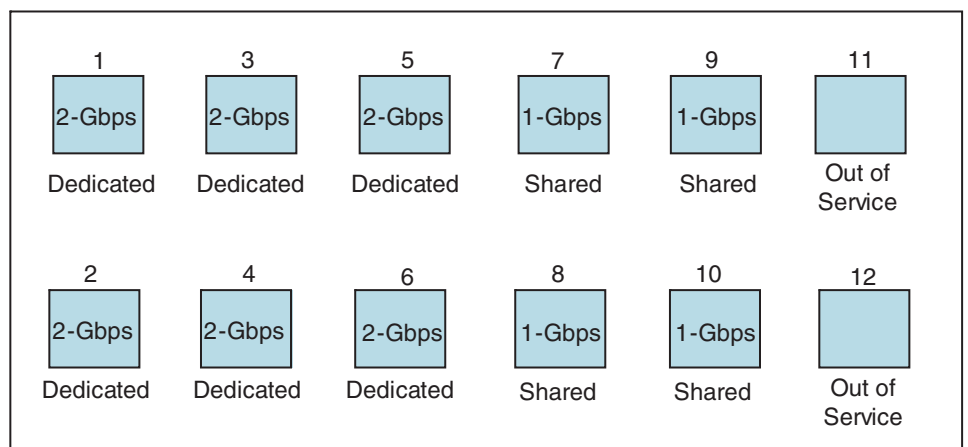 1 3 5 7 9 11
2-Gbps 2-Gbps 2-Gbps 1-Gbps 1-Gbps
Dedicated Dedicated Dedicated Shared Shared Out of
Service
2 4 6 8 10 12
2-Gbps 2-Gbps 2-Gbps 1-Gbps 1-Gbps
Dedicated Dedicated Dedicated Shared Shared Out of
Service